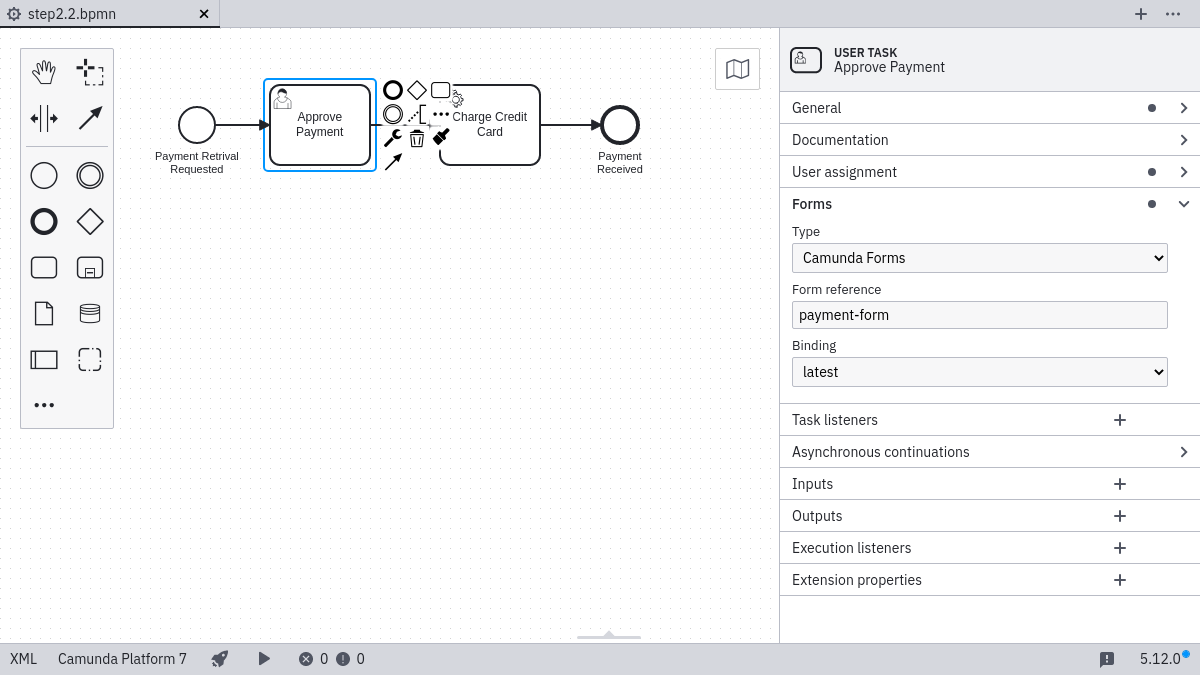 step2.2.bpmn
Payment Retrival
Requested
Approve
Payment
Charge Credit
Card
Payment
Received
USER TASK
Approve Payment
General
Documentation
User assignment
Forms
Type
Camunda Forms
Form reference
payment-form
Binding
latest
Task listeners
Asynchronous continuations
Inputs
Outputs
Execution listeners
Extension properties
XML Camunda Platform 7 0 0 5.12.0